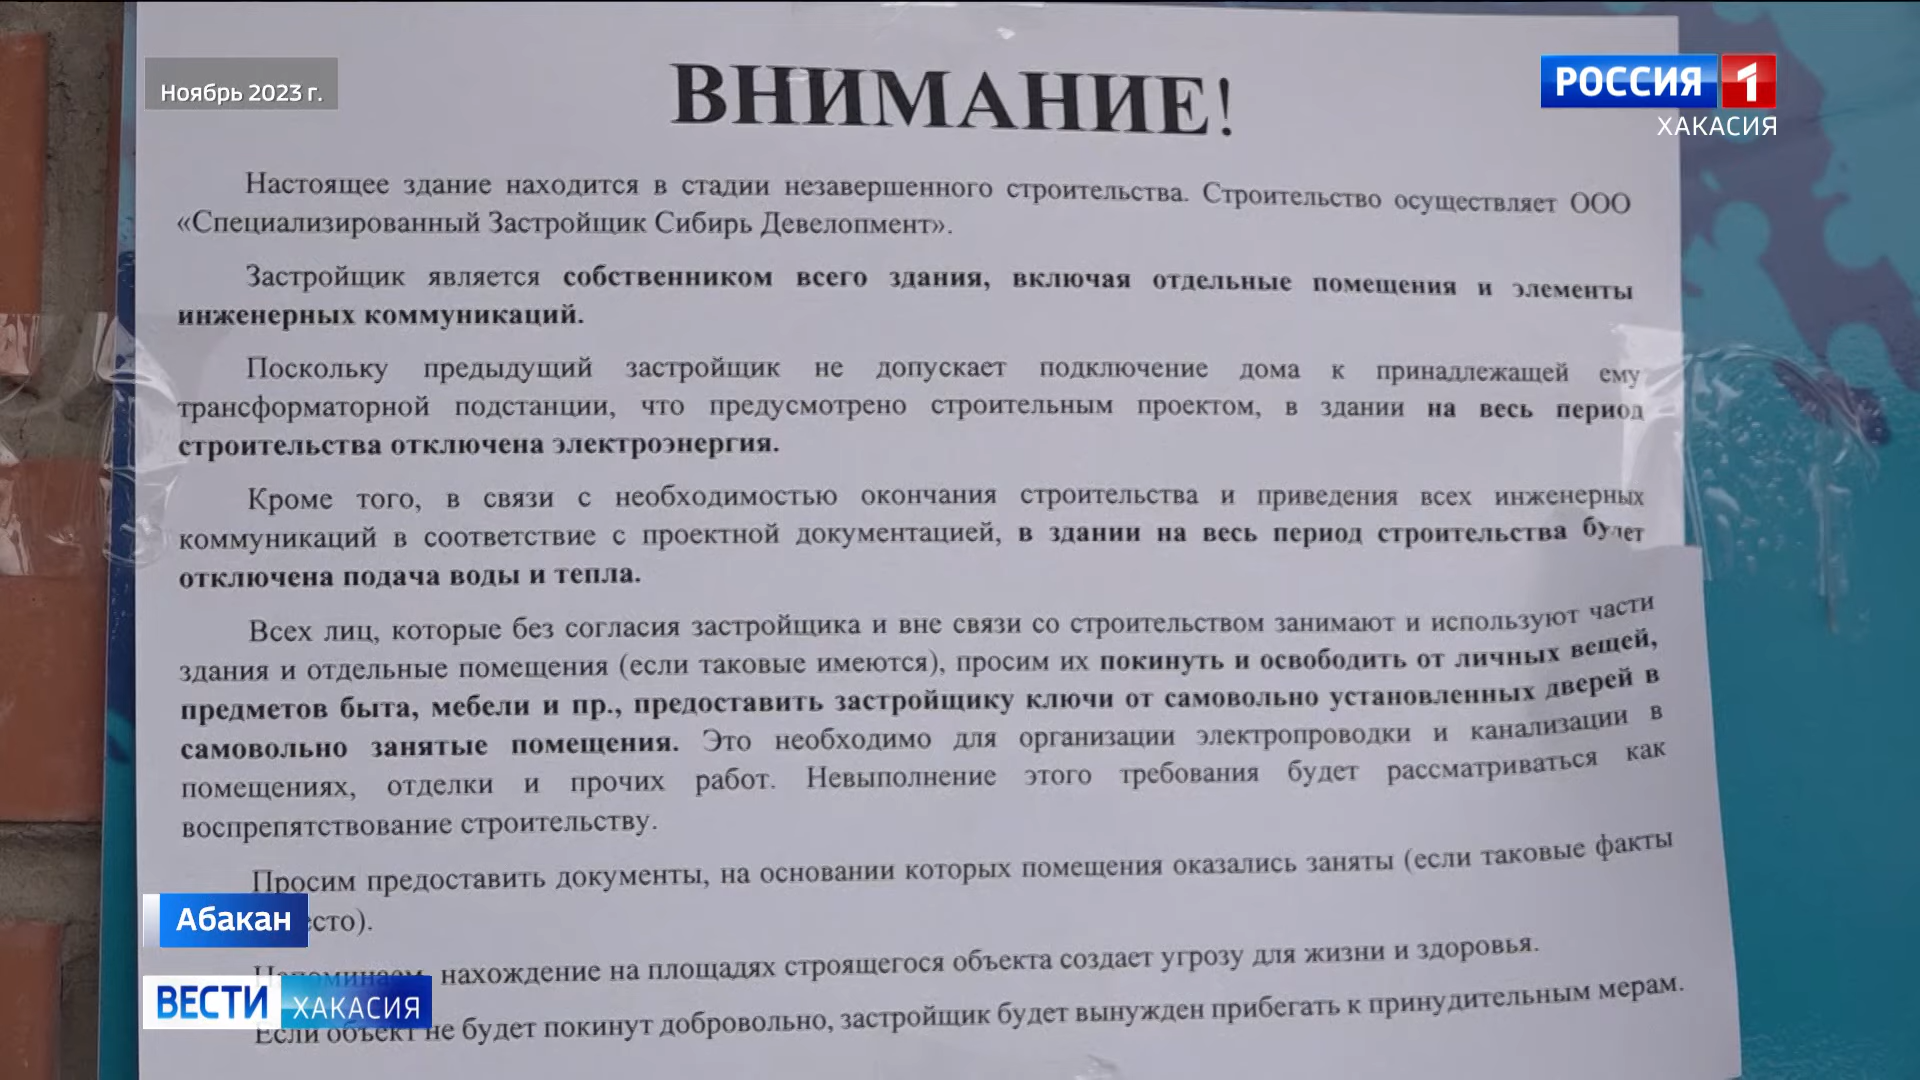 Ноябрь 2023 г.
РОССИЯ 1
ХАКАСИЯ
ВНИМАНИЕ!
Настоящее здание находится в стадии незавершенного строительства. Строительство осуществляет ООО
«Специализированный Застройщик Сибирь Девелопмент».
Застройщик является собственником всего здания, включая отдельные помещения и элементы
инженерных коммуникаций.
Поскольку предыдущий застройщик не допускает подключение дома к принадлежащей ему
трансформаторной подстанции, что предусмотрено строительным проектом, в здании на весь период
строительства отключена электроэнергия.
Кроме того, в связи с необходимостью окончания строительства и приведения всех инженерных
коммуникаций в соответствие с проектной документацией, в здании на весь период строительства будет
отключена подача воды и тепла.
Всех лиц, которые без согласия застройщика и вне связи со строительством занимают и используют части
здания и отдельные помещения (если таковые имеются), просим их покинуть и освободить от личных вещей,
предметов быта, мебели и пр., предоставить застройщику ключи от самовольно установленных дверей в
самовольно занятые помещения. Это необходимо для организации электропроводки и канализации в
помещениях, отделки и прочих работ. Невыполнение этого требования будет рассматриваться как
воспрепятствование строительству.
Просим предоставить документы, на основании которых помещения оказались заняты (если таковые факты
есто).
Абакан
Напоминаем, нахождение на площадях строящегося объекта создает угрозу для жизни и здоровья.
ВЕСТИ ХАКАСИЯ
Если объект не будет покинут добровольно, застройщик будет вынужден прибегать к принудительным мерам.